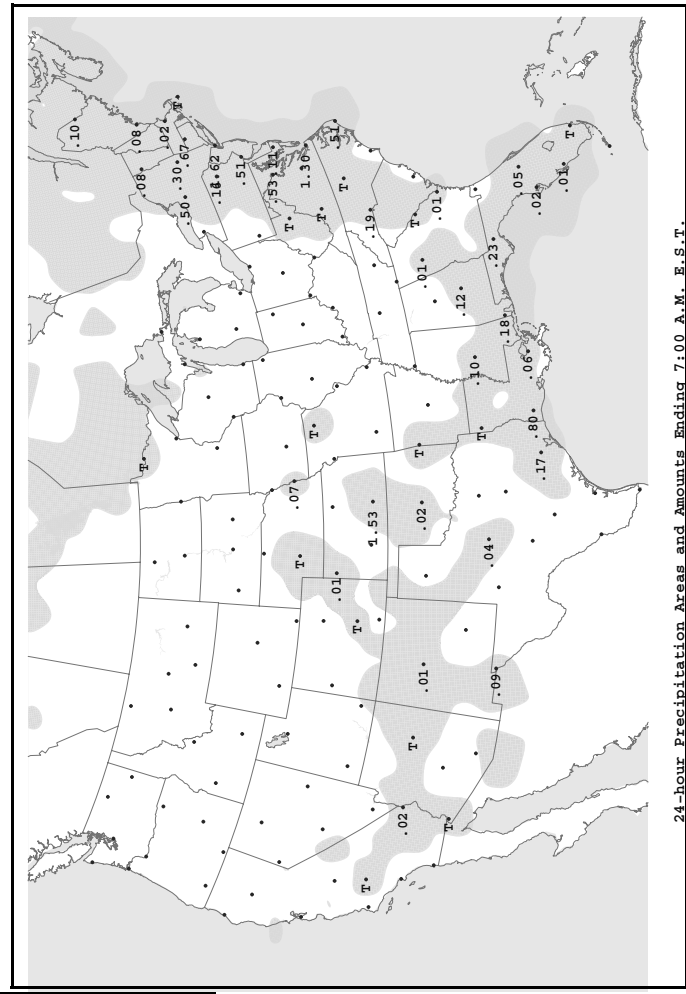 .10
.08
T
.08
.02
T
.30
.67
.50
.62
.51
.53
.11
T
.07
T
1.30
T
T
.51
.01
T
T
T
.19
1.53
.02
T
T
T
.02
.01
.01
.01
T
.12
.10
T
.04
.23
.09
.18
.05
.06
.80
.02
.17
.01
T
24-hour Precipitation Areas and Amounts Ending 7:00 A.M. E.S.T.